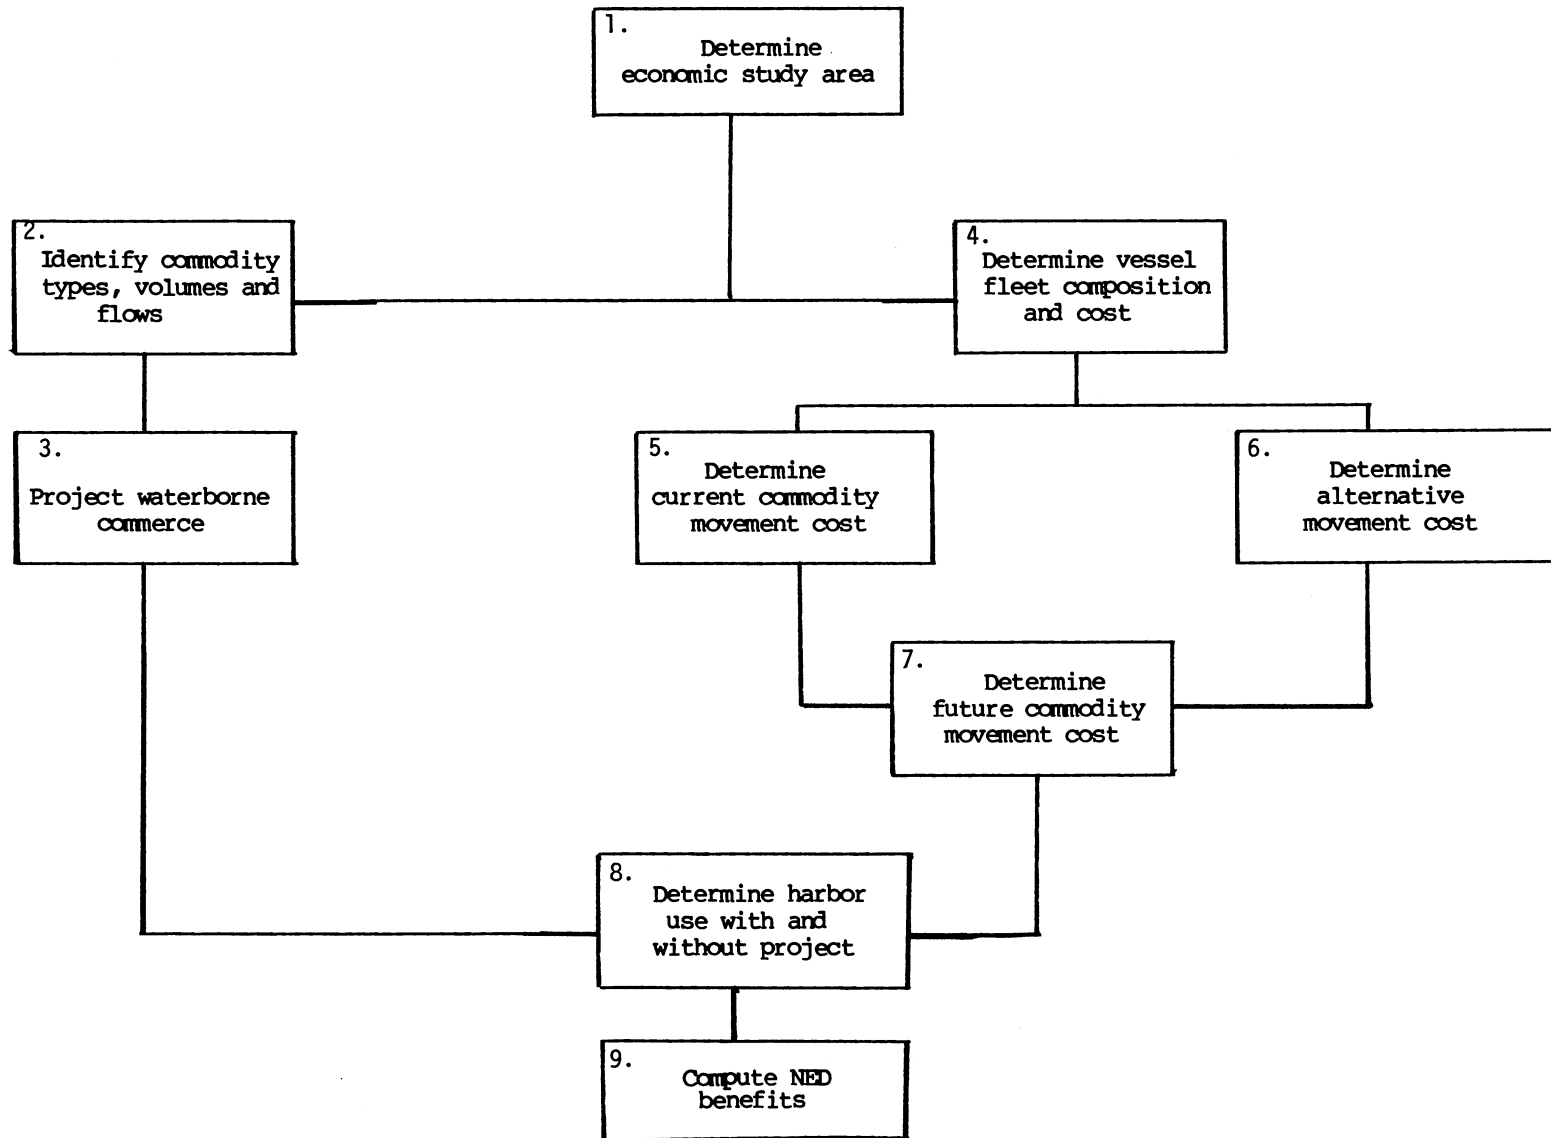 1.
Determine
economic study area
2.
Identify commodity
types, volumes and
flows
4.
Determine vessel
fleet composition
and cost
3.
Project waterborne
commerce
5.
Determine
current commodity
movement cost
6.
Determine
alternative
movement cost
7.
Determine
future commodity
movement cost
8.
Determine harbor
use with and
without project
9.
Compute NED
benefits